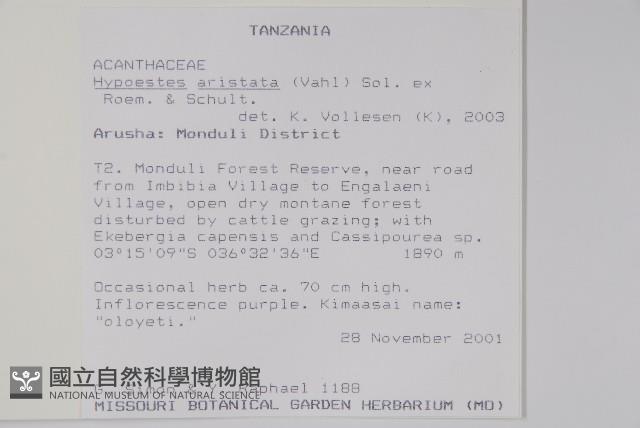 TANZANIA
ACANTHACEAE
Hypoestes aristata (Vahl) Sol. ex
Roem. & Schult.
det. K. Vollesen (K), 2003
Arusha: Monduli District
T2. Monduli Forest Reserve, near road
from Imbibia Village to Engalaeni
Village, open dry montane forest
disturbed by cattle grazing; with
Ekebergia capensis and Cassipourea sp.
03°15'09"S 036°32'36"E 1890 m
Occasional herb ca. 70 cm high.
Inflorescence purple. Kimaasai name:
"oloyeti."
28 November 2001
國立自然科學博物館
NATIONAL MUSEUM OF NATURAL SCIENCE
G. Simon & Y. Raphael 1188
MISSOURI BOTANICAL GARDEN HERBARIUM (MO)